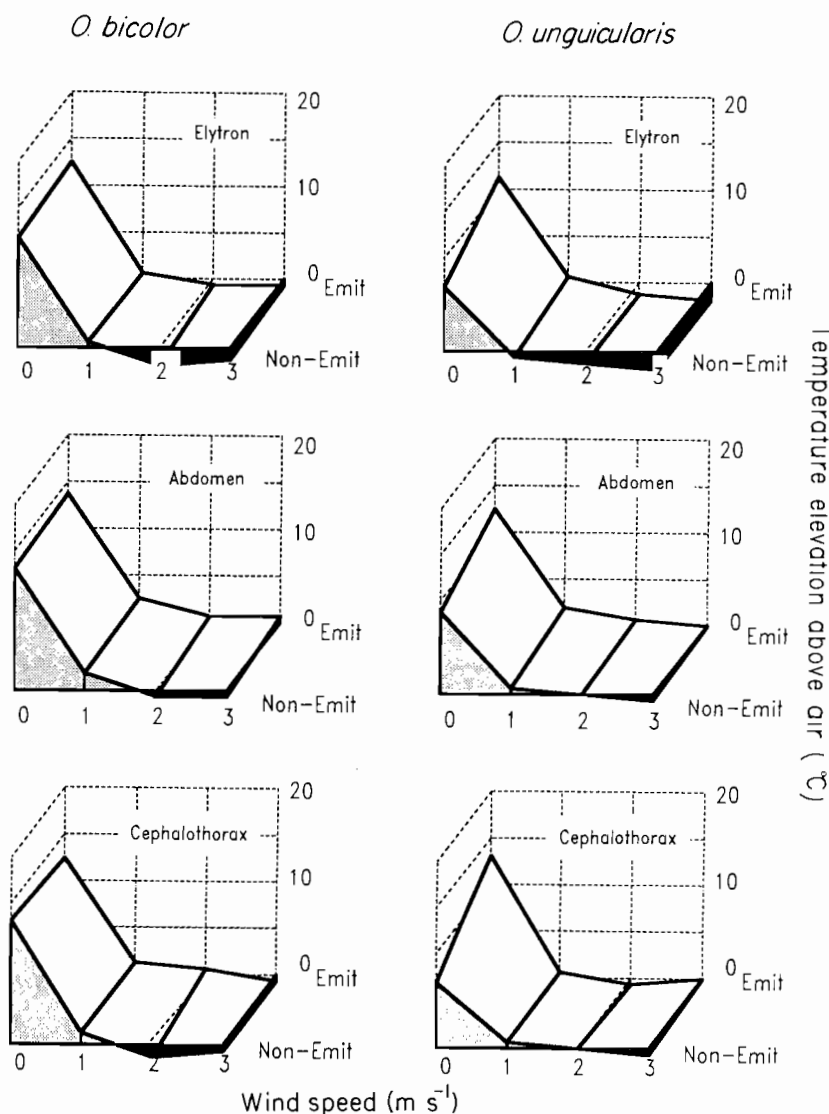 O. bicolor
O. unguicularis
20
Elytron
10
0
Emit
Non-Emit
0 1 2 3
20
Elytron
10
0
Emit
Non-Emit
0 1 2 3
20
Abdomen
10
0
Emit
Non-Emit
0 1 2 3
20
Abdomen
10
0
Emit
Non-Emit
0 1 2 3
20
Cephalothorax
10
0
Emit
Non-Emit
0 1 2 3
20
Cephalothorax
10
0
Emit
Non-Emit
0 1 2 3
Temperature elevation above air (°C)
Wind speed (m s⁻¹)